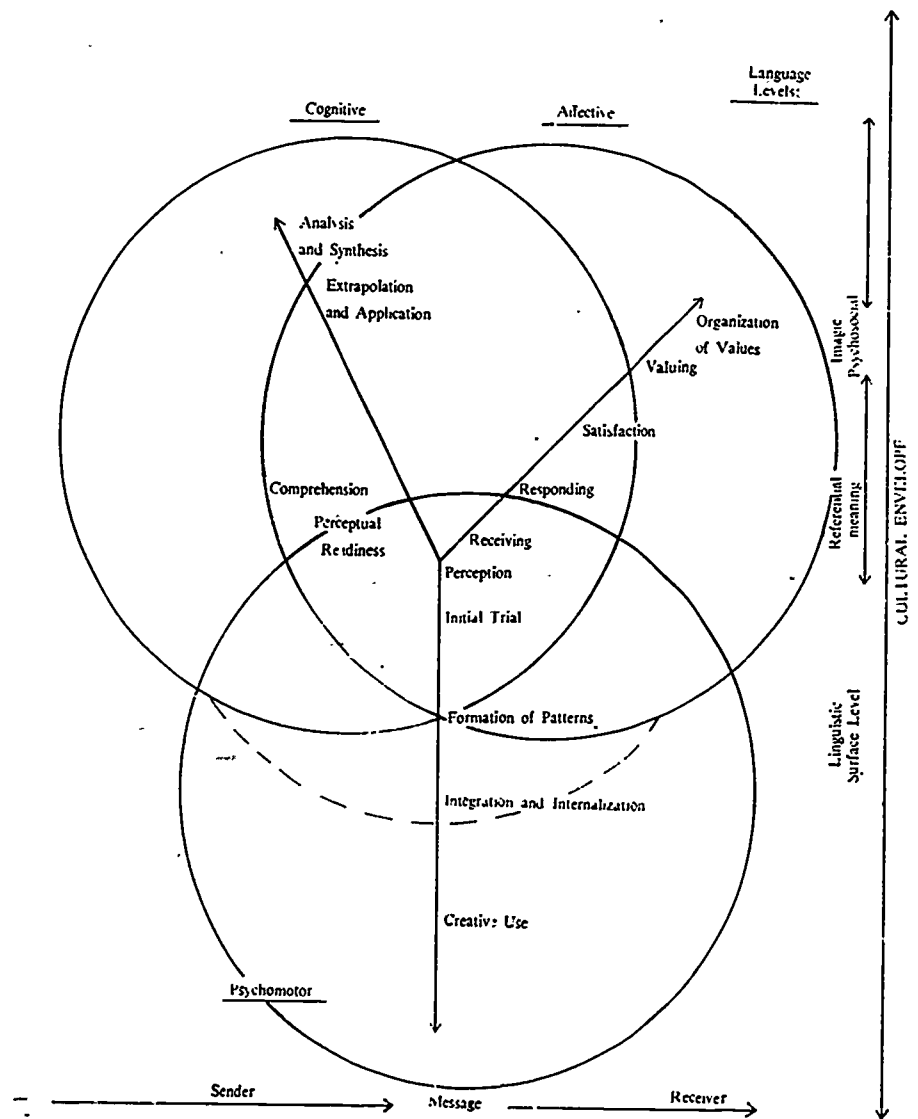 Language
Levels:
Cognitive
Affective
Analysis
and Synthesis
Extrapolation
and Application
Organization
of Values
Valuing
Satisfaction
Imagic
Psychosocial
Comprehension
Responding
Perceptual
Readiness
Receiving
Perception
Referential
meaning
CULTURAL ENVELOPE
Initial Trial
Formation of Patterns
Linguistic
Surface Level
Integration and Internalization
Creative Use
Psychomotor
Sender
Message
Receiver